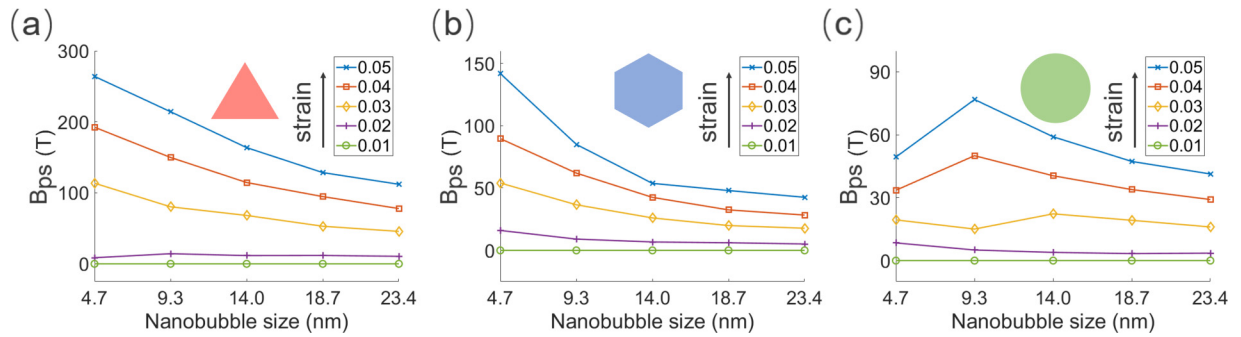 (a)
300
200
100
0
Bps (T)
4.7 9.3 14.0 18.7 23.4
Nanobubble size (nm)
strain
0.05
0.04
0.03
0.02
0.01
(b)
150
100
50
0
Bps (T)
4.7 9.3 14.0 18.7 23.4
Nanobubble size (nm)
strain
0.05
0.04
0.03
0.02
0.01
(c)
90
60
30
0
Bps (T)
4.7 9.3 14.0 18.7 23.4
Nanobubble size (nm)
strain
0.05
0.04
0.03
0.02
0.01